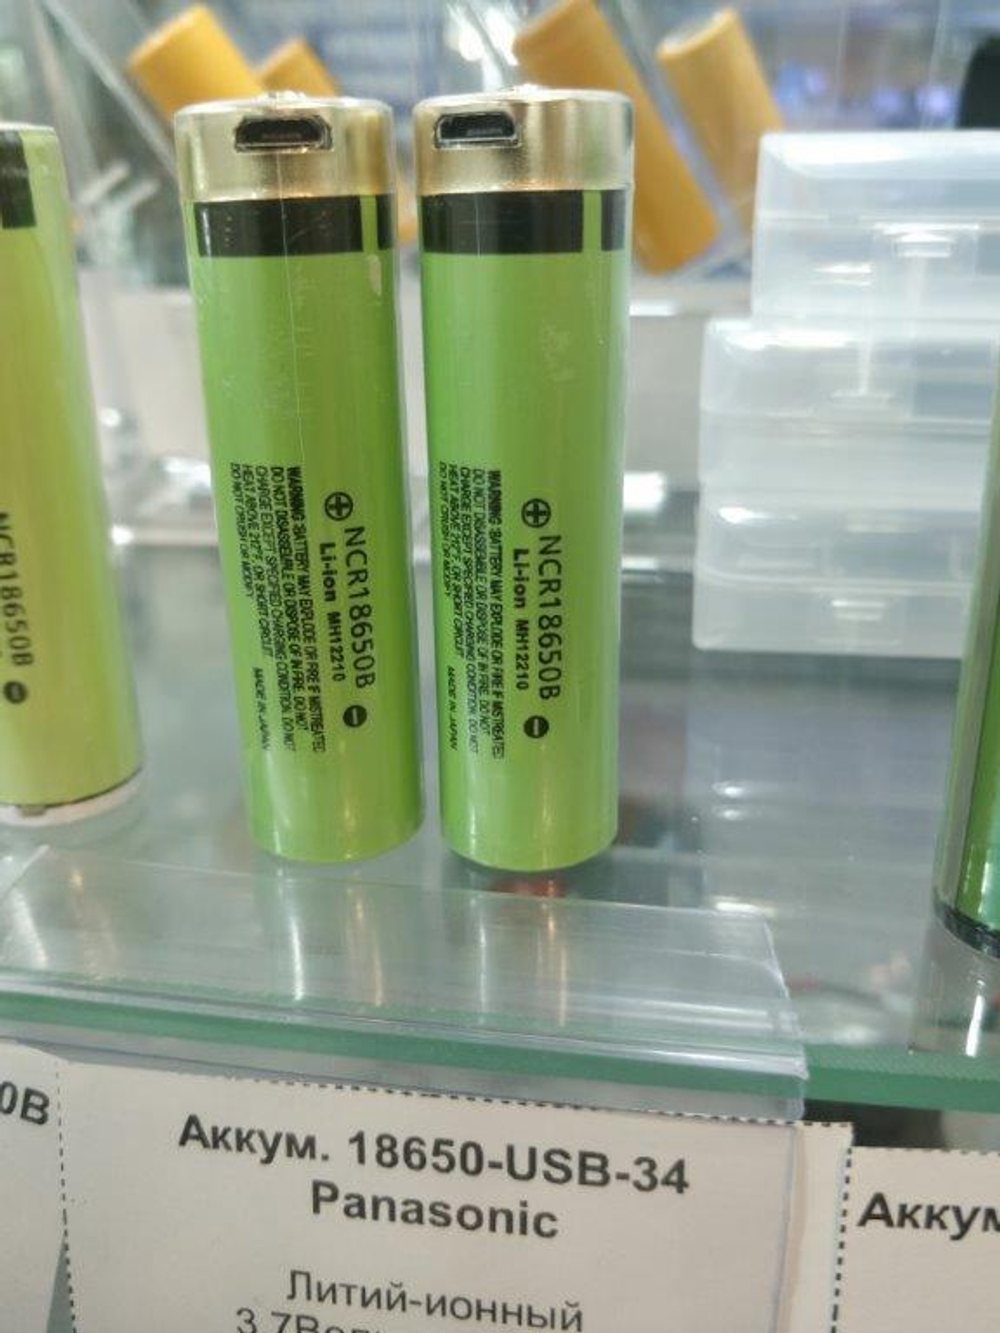 NCR18650B
⊕ NCR18650B ⊖
Li-ion MH12210
WARNING :BATTERY MAY EXPLODE OR FIRE IF MISTREATED
DO NOT DISASSEMBLE OR DISPOSE OF IN FIRE. DO NOT
CHARGE EXCEPT SPECIFIED CHARGING CONDITION. DO NOT
HEAT ABOVE 212°F, OR SHORT CIRCUIT.
DO NOT CRUSH OR MODIFY. MADE IN JAPAN
⊕ NCR18650B ⊖
Li-ion MH12210
WARNING :BATTERY MAY EXPLODE OR FIRE IF MISTREATED
DO NOT DISASSEMBLE OR DISPOSE OF IN FIRE. DO NOT
CHARGE EXCEPT SPECIFIED CHARGING CONDITION. DO NOT
HEAT ABOVE 212°F, OR SHORT CIRCUIT.
DO NOT CRUSH OR MODIFY. MADE IN JAPAN
0B
Аккум. 18650-USB-34
Panasonic
Литий-ионный
Аккум